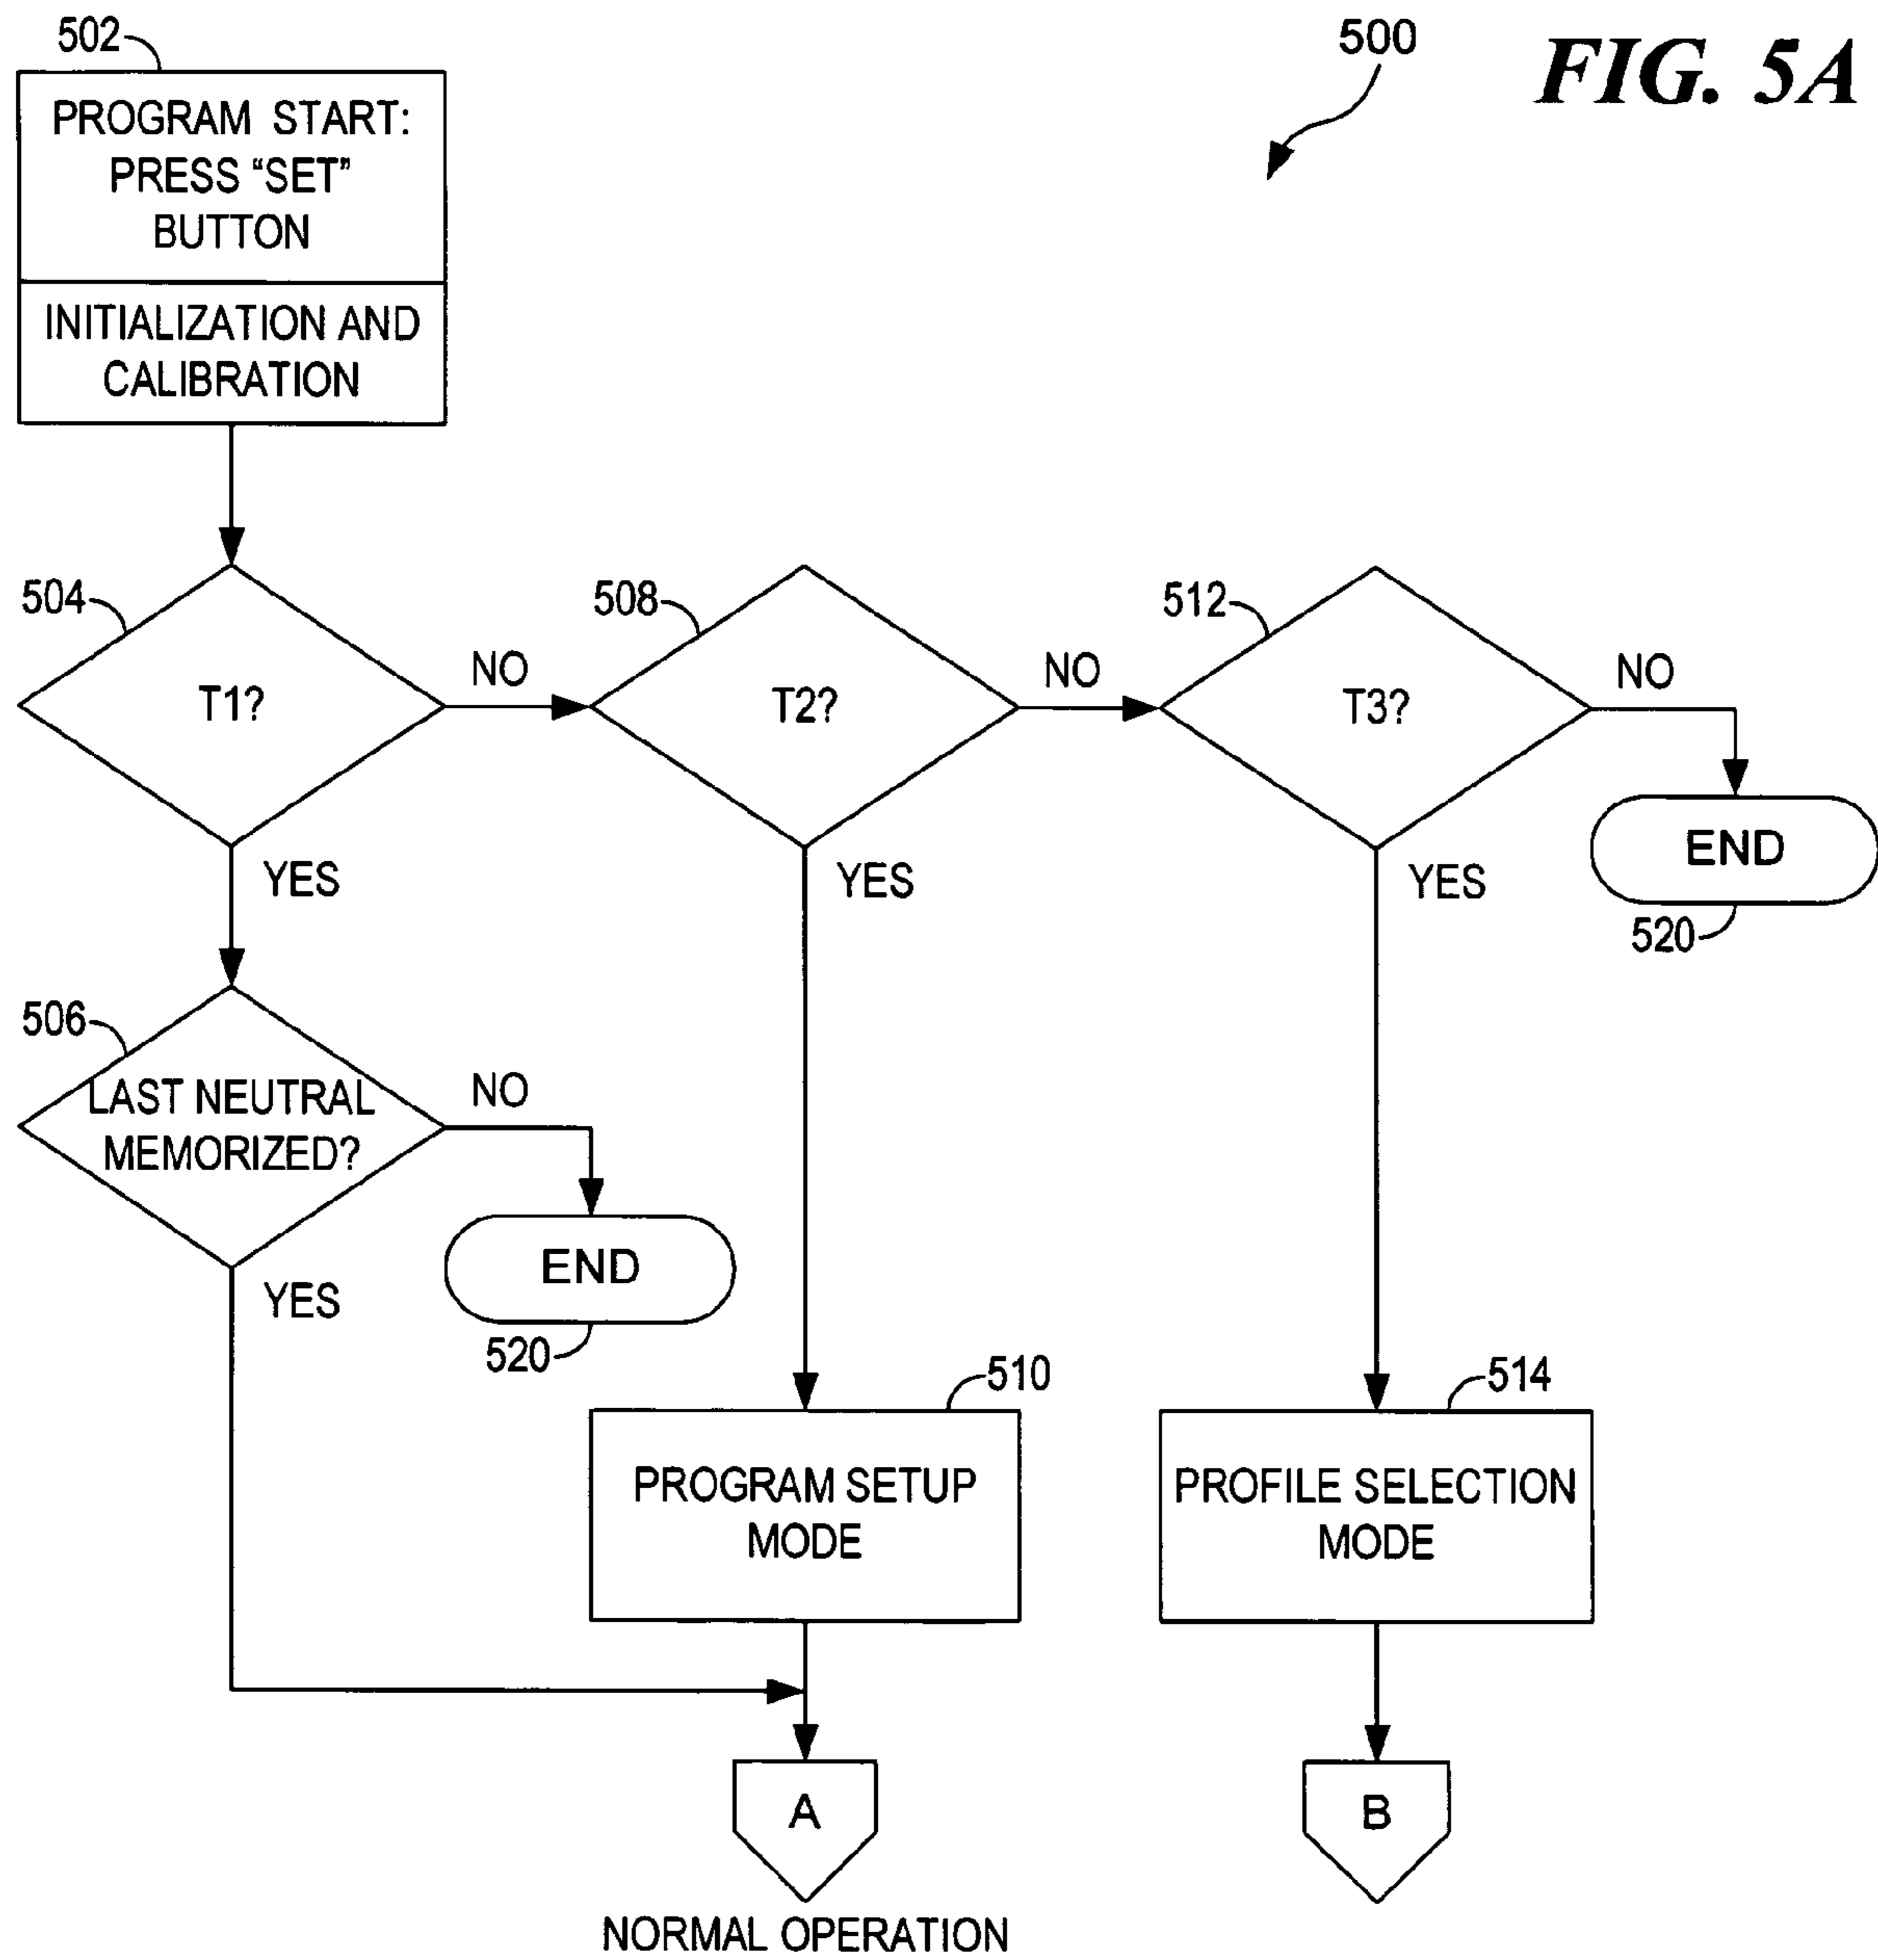 502
500
FIG. 5A
PROGRAM START:
PRESS “SET”
BUTTON
INITIALIZATION AND
CALIBRATION
504
T1?
NO
508
T2?
NO
512
T3?
NO
YES
YES
YES
END
520
506
LAST NEUTRAL
MEMORIZED?
NO
END
520
YES
510
PROGRAM SETUP
MODE
514
PROFILE SELECTION
MODE
A
B
NORMAL OPERATION